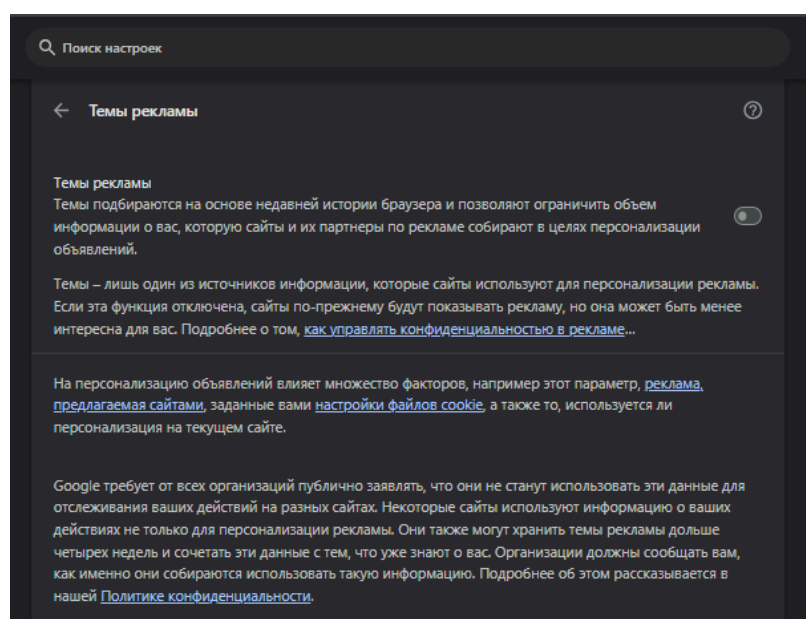 Поиск настроек
Темы рекламы
Темы рекламы
Темы подбираются на основе недавней истории браузера и позволяют ограничить объем
информации о вас, которую сайты и их партнеры по рекламе собирают в целях персонализации
объявлений.
Темы – лишь один из источников информации, которые сайты используют для персонализации рекламы.
Если эта функция отключена, сайты по-прежнему будут показывать рекламу, но она может быть менее
интересна для вас. Подробнее о том, как управлять конфиденциальностью в рекламе...
На персонализацию объявлений влияет множество факторов, например этот параметр, реклама,
предлагаемая сайтами, заданные вами настройки файлов cookie, а также то, используется ли
персонализация на текущем сайте.
Google требует от всех организаций публично заявлять, что они не станут использовать эти данные для
отслеживания ваших действий на разных сайтах. Некоторые сайты используют информацию о ваших
действиях не только для персонализации рекламы. Они также могут хранить темы рекламы дольше
четырех недель и сочетать эти данные с тем, что уже знают о вас. Организации должны сообщать вам,
как именно они собираются использовать такую информацию. Подробнее об этом рассказывается в
нашей Политике конфиденциальности.